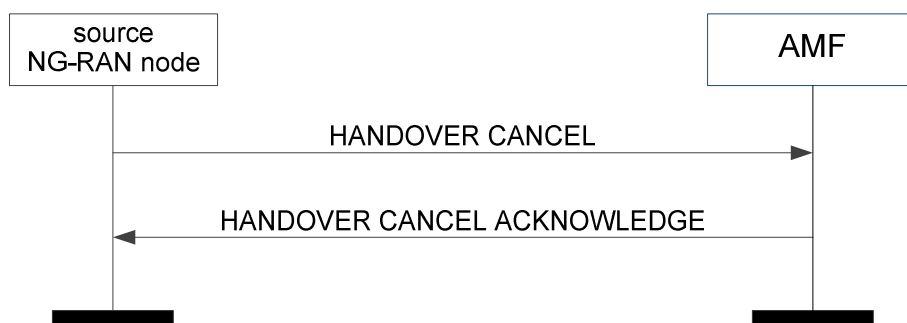 source
NG-RAN node
AMF
HANDOVER CANCEL
HANDOVER CANCEL ACKNOWLEDGE